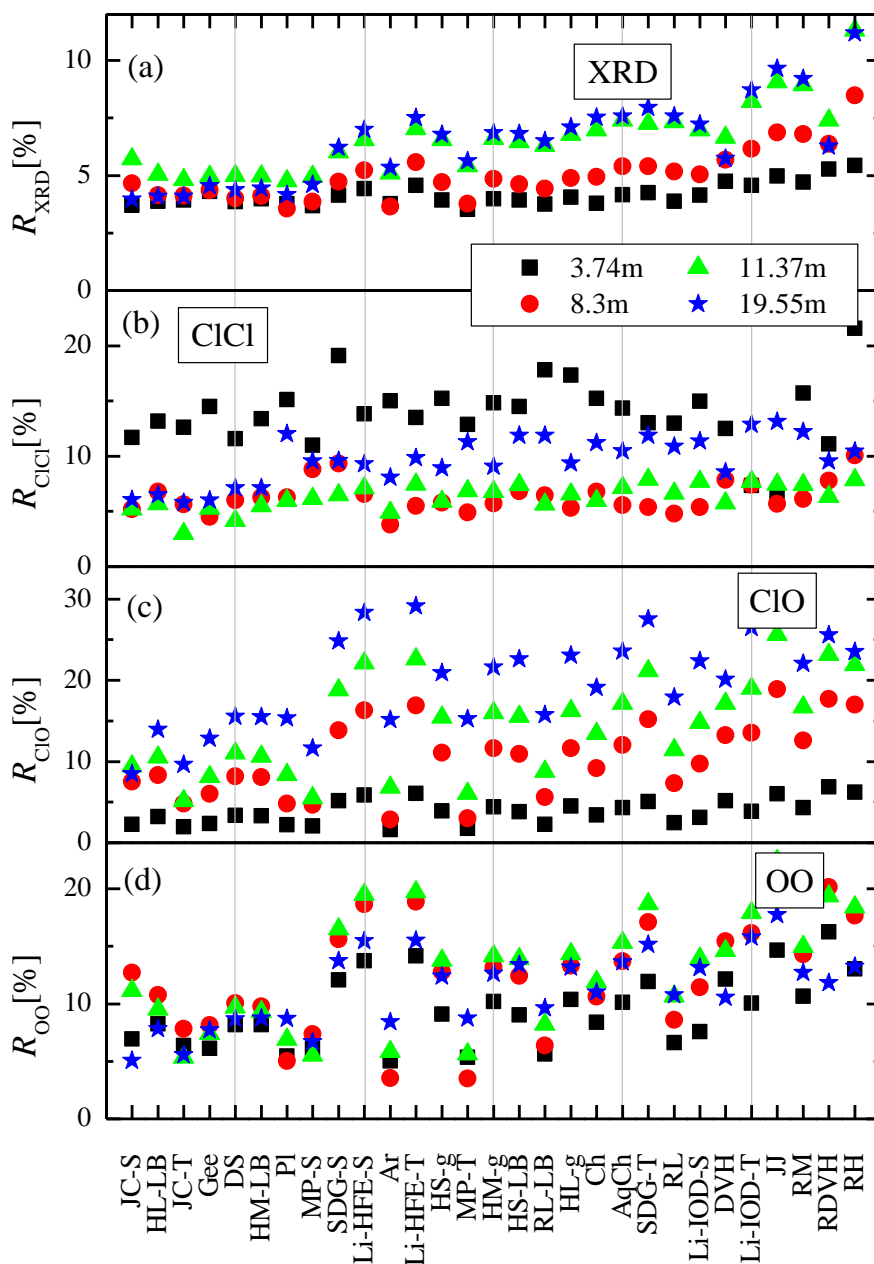 (a)
XRD
10
5
0
R_XRD[%]
3.74m
11.37m
8.3m
19.55m
(b)
ClCl
20
10
0
R_ClCl[%]
(c)
ClO
30
20
10
0
R_ClO[%]
(d)
OO
20
10
0
R_OO[%]
JC-S
HL-LB
JC-T
Gee
DS
HM-LB
Pl
MP-S
SDG-S
Li-HFE-S
Ar
Li-HFE-T
HS-g
MP-T
HM-g
HS-LB
RL-LB
HL-g
Ch
AqCh
SDG-T
RL
Li-IOD-S
DVH
Li-IOD-T
JJ
RM
RDVH
RH